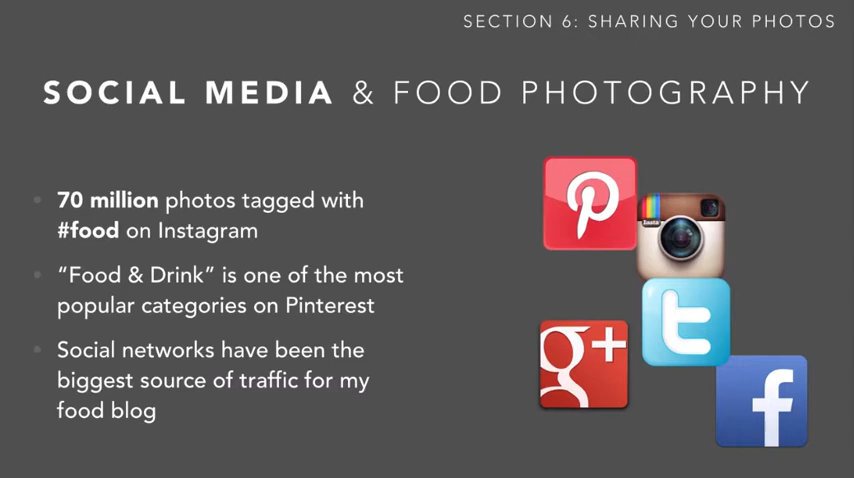 SECTION 6: SHARING YOUR PHOTOS
SOCIAL MEDIA & FOOD PHOTOGRAPHY
• 70 million photos tagged with
#food on Instagram
• “Food & Drink” is one of the most
popular categories on Pinterest
• Social networks have been the
biggest source of traffic for my
food blog
P
Insta
t
g+
f